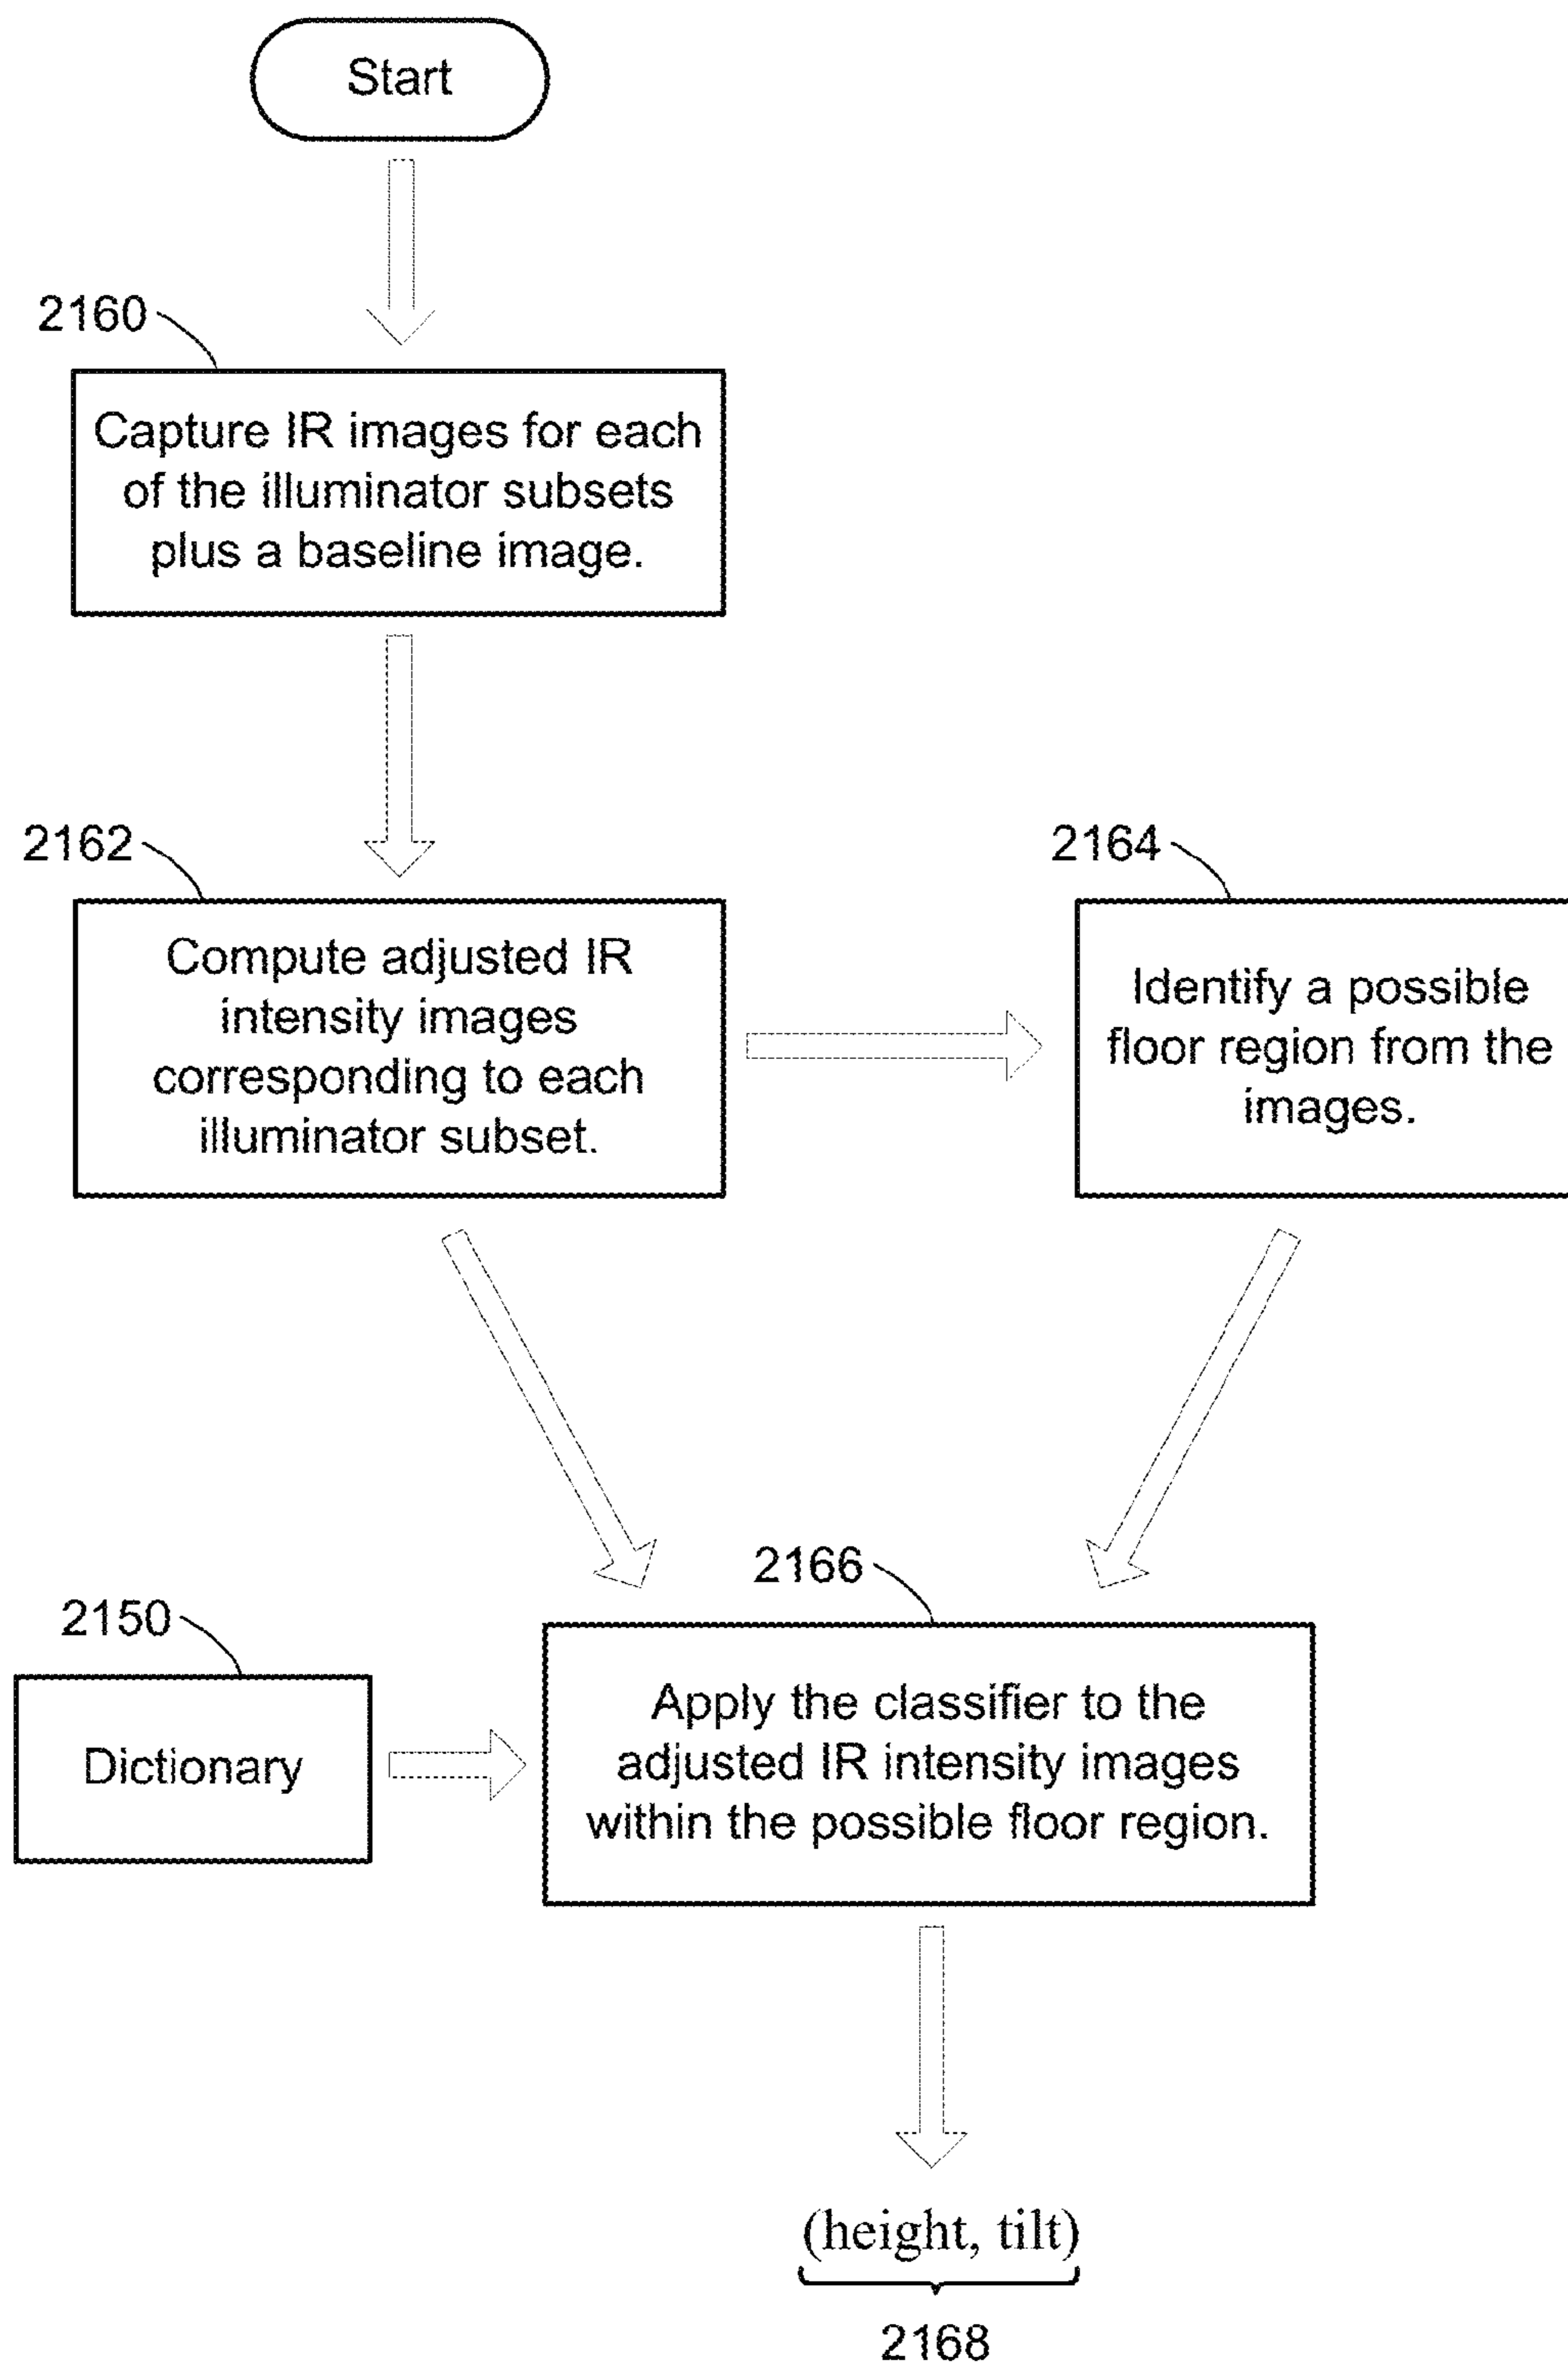 Start
2160
Capture IR images for each
of the illuminator subsets
plus a baseline image.
2162
Compute adjusted IR
intensity images
corresponding to each
illuminator subset.
2164
Identify a possible
floor region from the
images.
2150
Dictionary
2166
Apply the classifier to the
adjusted IR intensity images
within the possible floor region.
(height, tilt)
2168